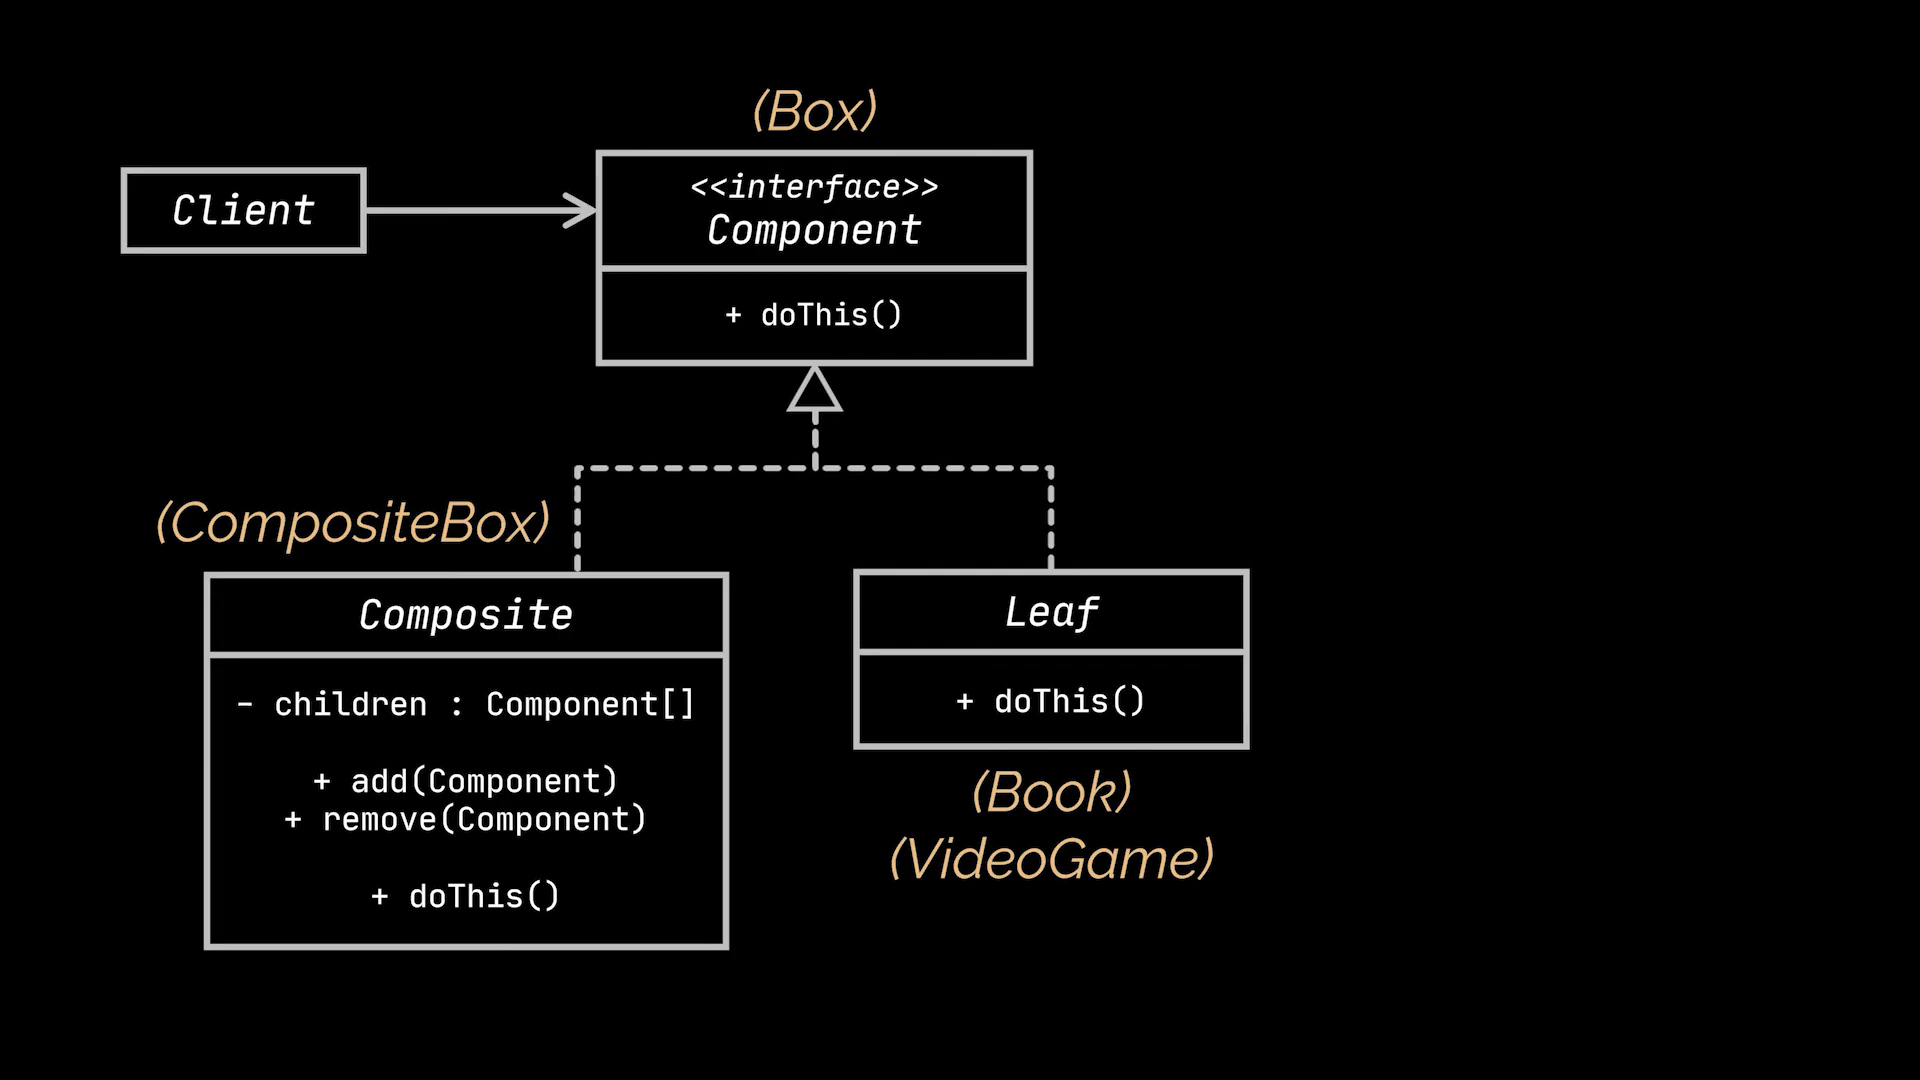 (Box)
Client
<<interface>>
Component
+ doThis()
(CompositeBox)
Composite
- children : Component[]
+ add(Component)
+ remove(Component)
+ doThis()
Leaf
+ doThis()
(Book)
(VideoGame)